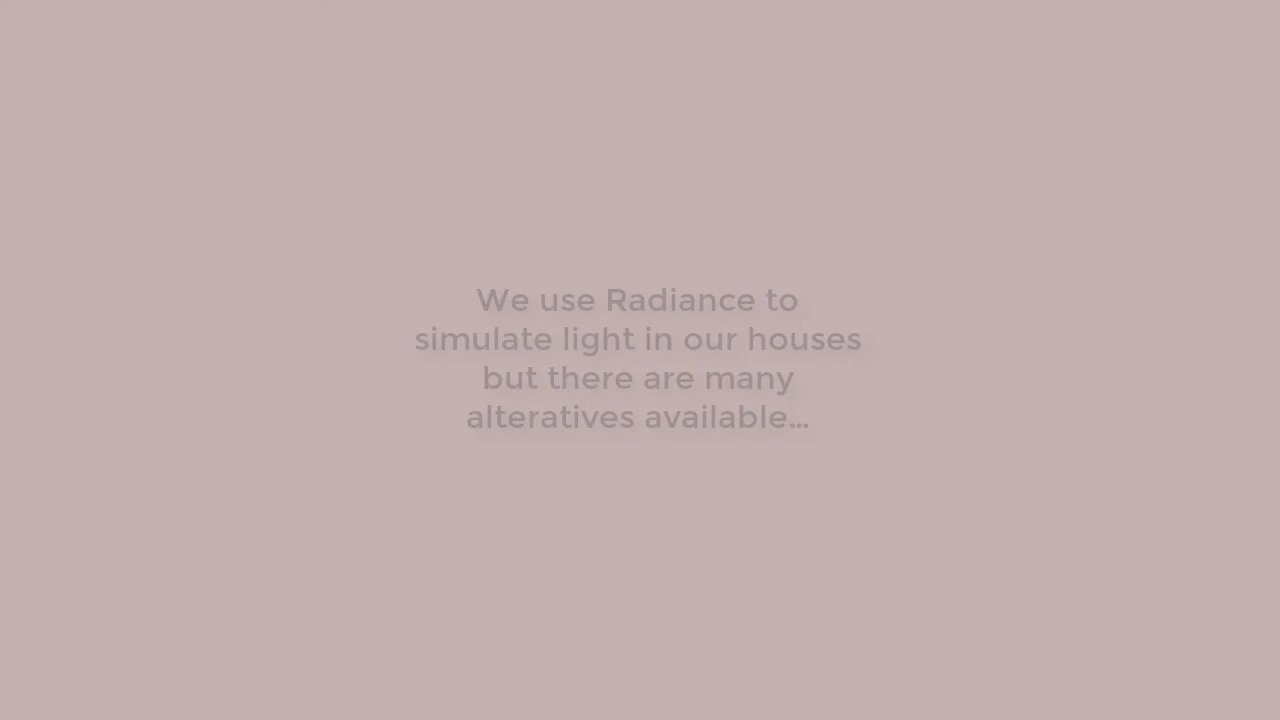 We use Radiance to
simulate light in our houses
but there are many
alteratives available...